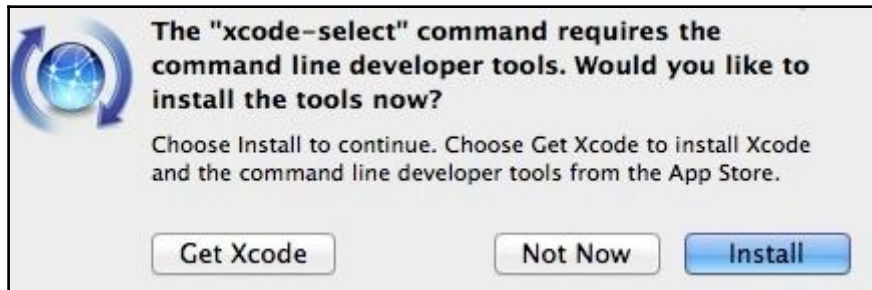 The "xcode-select" command requires the
command line developer tools. Would you like to
install the tools now?
Choose Install to continue. Choose Get Xcode to install Xcode
and the command line developer tools from the App Store.
Get Xcode
Not Now
Install